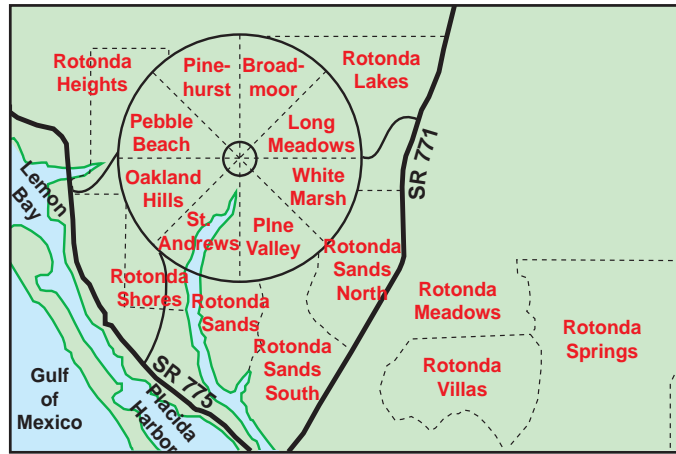 Rotonda
Heights
Pine-
hurst
Broad-
moor
Rotonda
Lakes
Pebble
Beach
Long
Meadows
Oakland
Hills
White
Marsh
SR 771
Lemon
Bay
St.
Andrews
PIne
Valley
Rotonda
Shores
Rotonda
Sands
Rotonda
Sands
North
Rotonda
Meadows
Rotonda
Springs
Rotonda
Sands
South
Rotonda
Villas
SR 775
Gulf
of
Mexico
Placida
Harbor